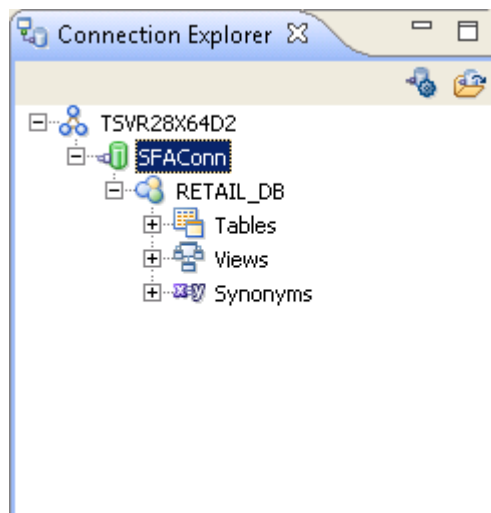 Connection Explorer
TSVR28X64D2
SFAConn
RETAIL_DB
Tables
Views
Synonyms